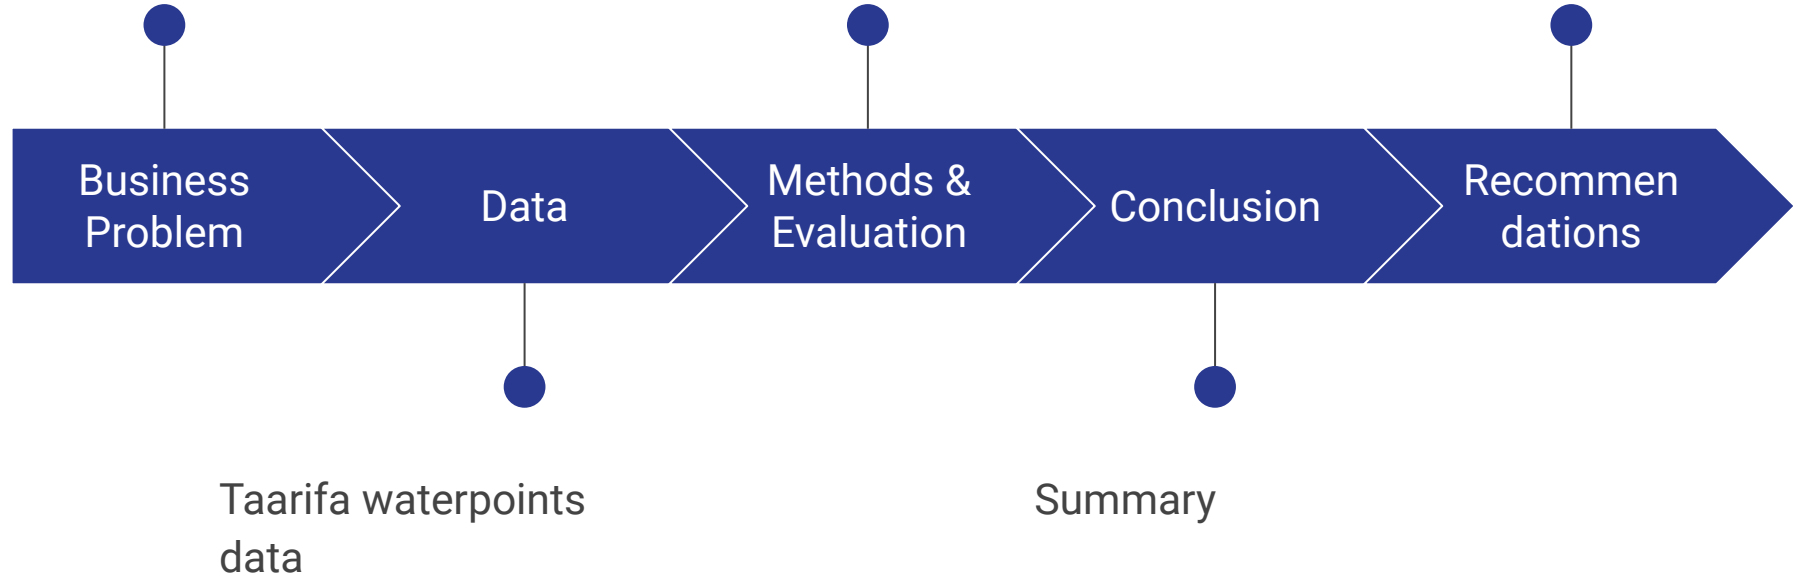 Business
Problem
Data
Methods &
Evaluation
Conclusion
Recommen
dations
Taarifa waterpoints
data
Summary